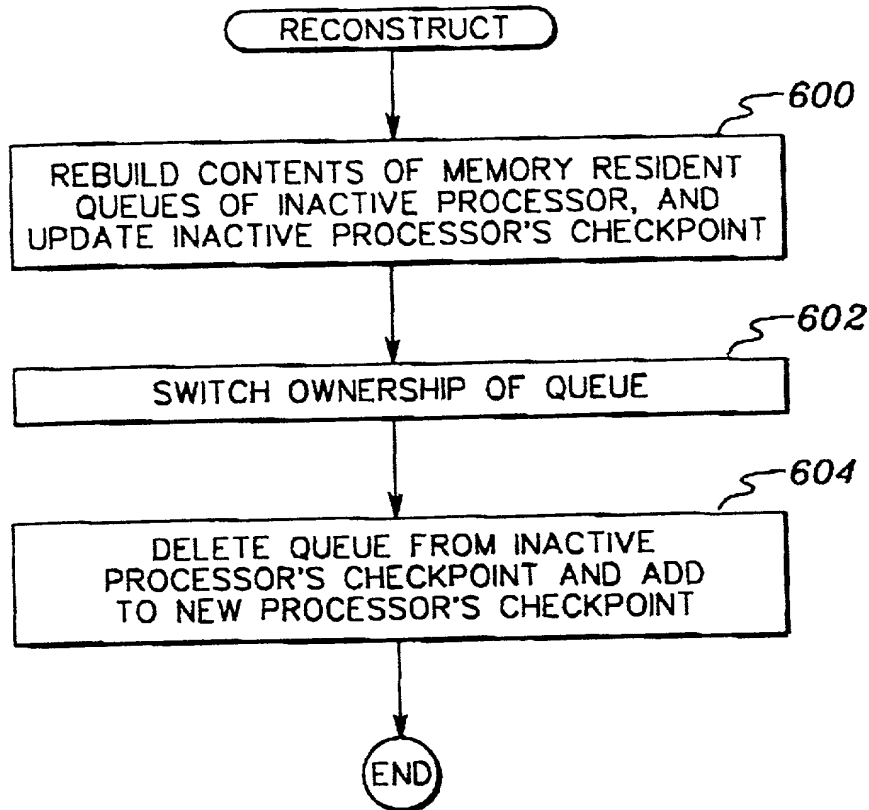 RECONSTRUCT
600
REBUILD CONTENTS OF MEMORY RESIDENT
QUEUES OF INACTIVE PROCESSOR, AND
UPDATE INACTIVE PROCESSOR'S CHECKPOINT
602
SWITCH OWNERSHIP OF QUEUE
604
DELETE QUEUE FROM INACTIVE
PROCESSOR'S CHECKPOINT AND ADD
TO NEW PROCESSOR'S CHECKPOINT
END